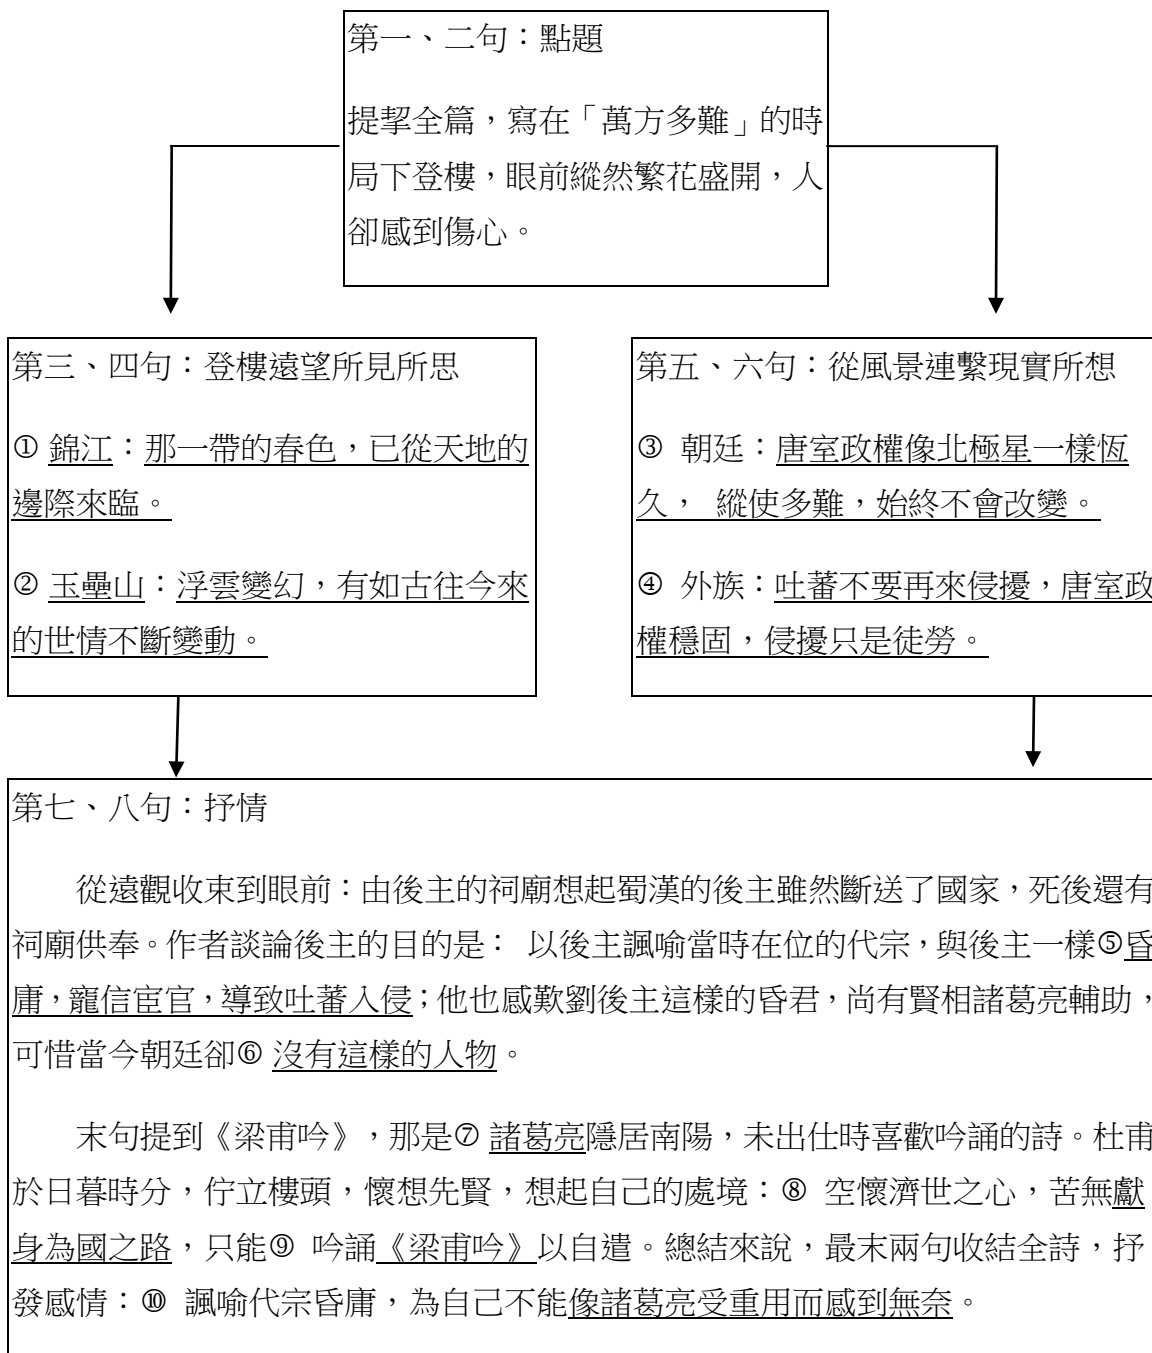 第一、二句：點題
提挈全篇，寫在「萬方多難」的時
局下登樓，眼前縱然繁花盛開，人
卻感到傷心。
第三、四句：登樓遠望所見所思
① 錦江：那一帶的春色，已從天地的
邊際來臨。
② 玉壘山：浮雲變幻，有如古往今來
的世情不斷變動。
第五、六句：從風景連繫現實所想
③ 朝廷：唐室政權像北極星一樣恆
久， 縱使多難，始終不會改變。
④ 外族：吐蕃不要再來侵擾，唐室政
權穩固，侵擾只是徒勞。
第七、八句：抒情
從遠觀收束到眼前：由後主的祠廟想起蜀漢的後主雖然斷送了國家，死後還有
祠廟供奉。作者談論後主的目的是： 以後主諷喻當時在位的代宗，與後主一樣⑤昏
庸，寵信宦官，導致吐蕃入侵；他也感歎劉後主這樣的昏君，尚有賢相諸葛亮輔助，
可惜當今朝廷卻⑥ 沒有這樣的人物。
末句提到《梁甫吟》，那是⑦ 諸葛亮隱居南陽，未出仕時喜歡吟誦的詩。杜甫
於日暮時分，佇立樓頭，懷想先賢，想起自己的處境：⑧ 空懷濟世之心，苦無獻
身為國之路，只能⑨ 吟誦《梁甫吟》以自遣。總結來說，最末兩句收結全詩，抒
發感情：⑩ 諷喻代宗昏庸，為自己不能像諸葛亮受重用而感到無奈。